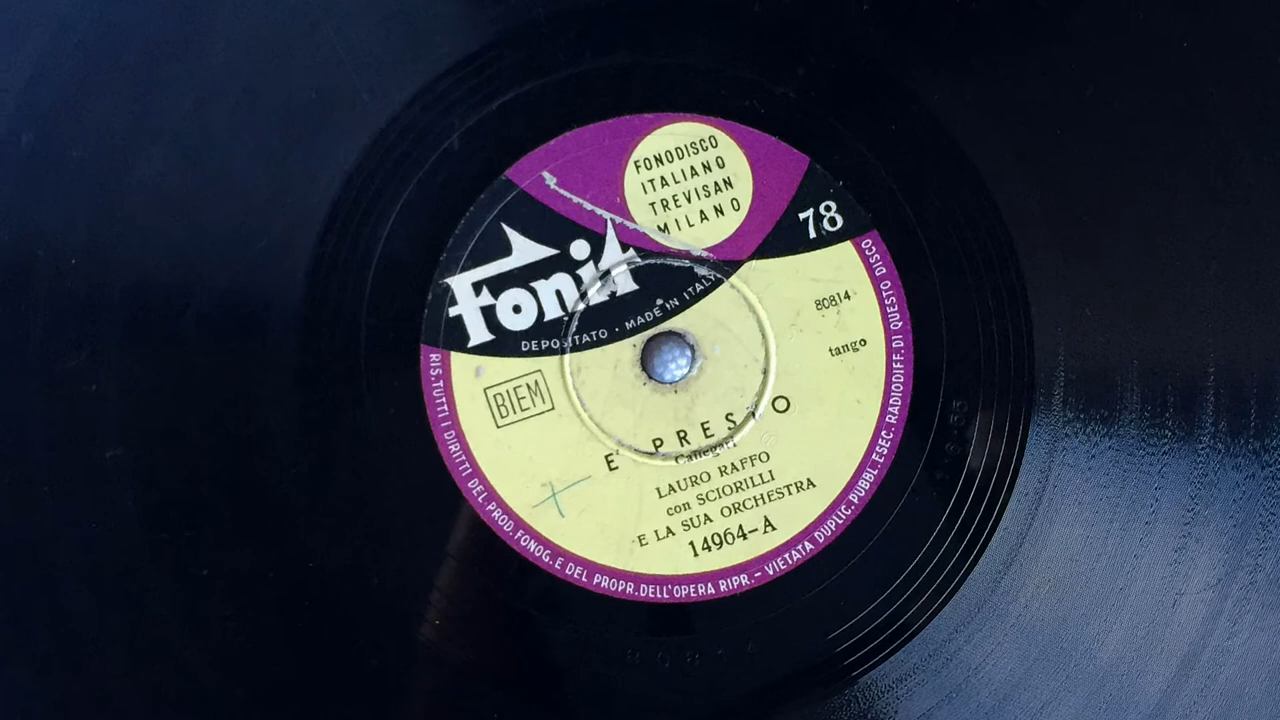 FONODISCO
ITALIANO
TREVISAN
MILANO
78
Fonit
DEPOSITATO · MADE IN ITALY
80814
tango
BIEM
E' PRESTO
Callegari
LAURO RAFFO
con SCIORILLI
E LA SUA ORCHESTRA
14964-A
RIS. TUTTI I DIRITTI DEL PROD. FONOG. E DEL PROPR. DELL'OPERA RIPR. - VIETATA DUPLIC. PUBBL. ESEC. RADIODIFF. DI QUESTO DISCO
80814